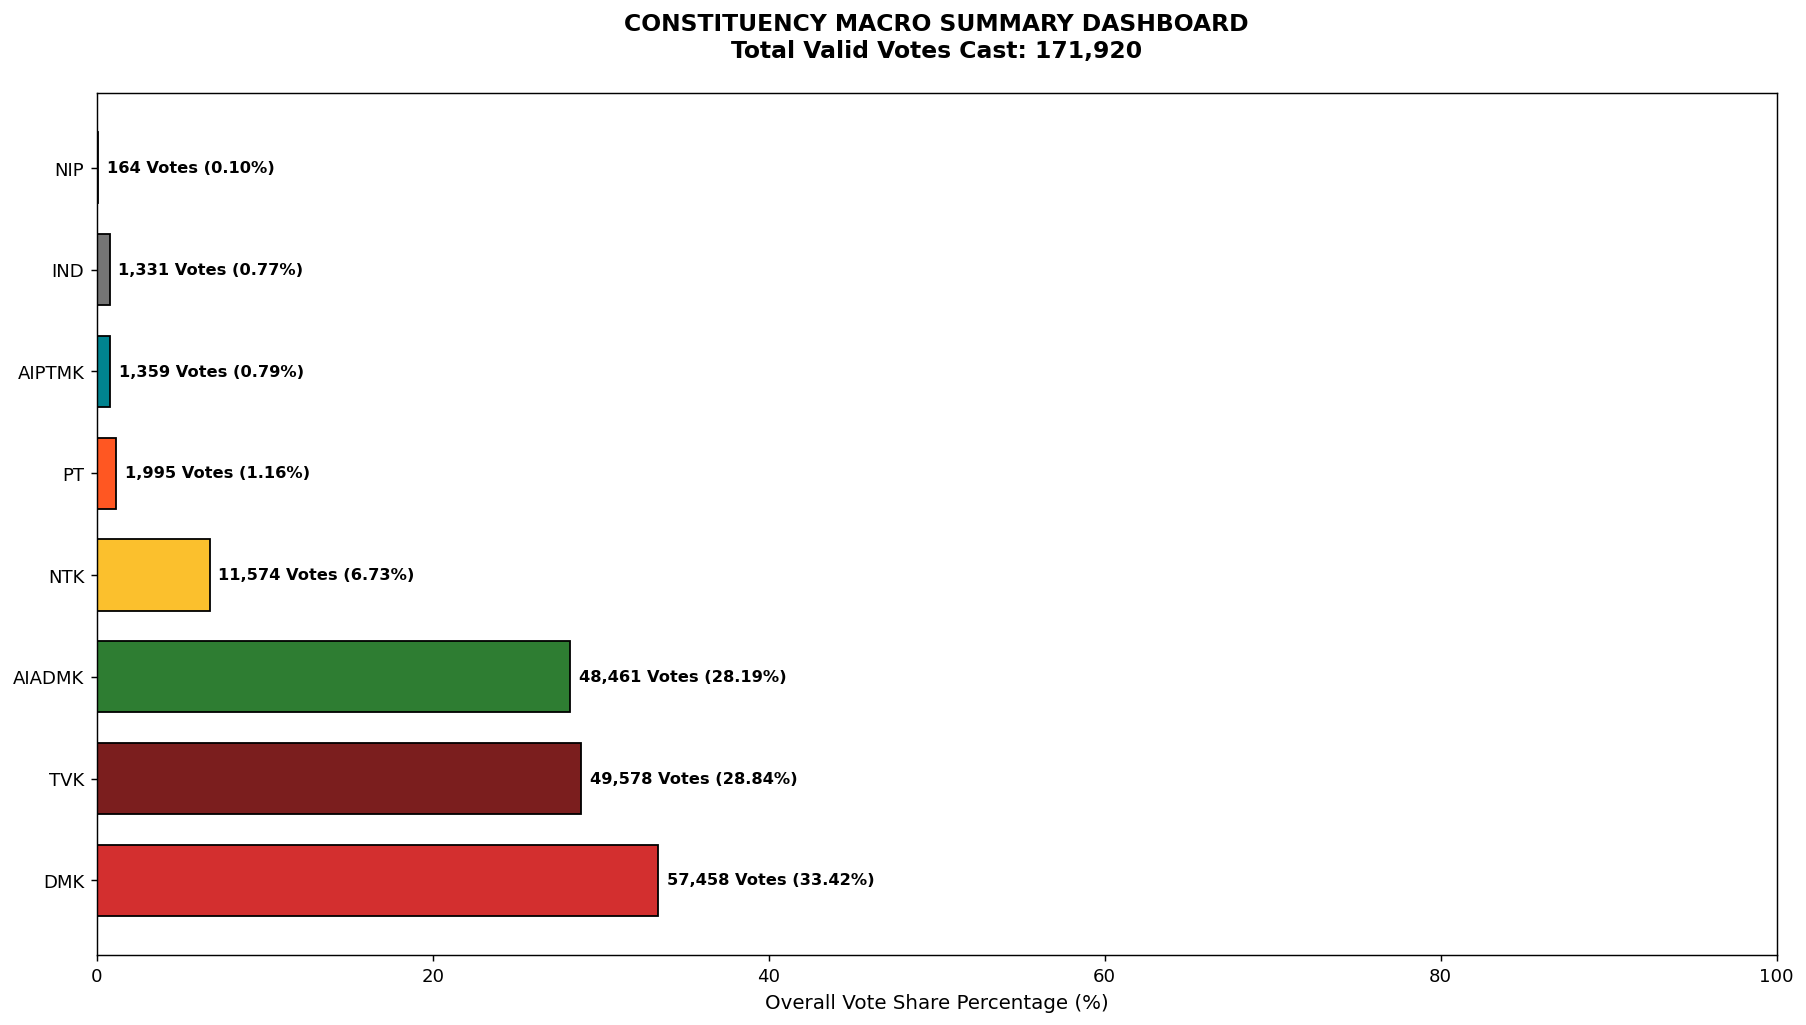 CONSTITUENCY MACRO SUMMARY DASHBOARD
Total Valid Votes Cast: 171,920
NIP 164 Votes (0.10%)
IND 1,331 Votes (0.77%)
AIPTMK 1,359 Votes (0.79%)
PT 1,995 Votes (1.16%)
NTK 11,574 Votes (6.73%)
AIADMK 48,461 Votes (28.19%)
TVK 49,578 Votes (28.84%)
DMK 57,458 Votes (33.42%)
0 20 40 60 80 100
Overall Vote Share Percentage (%)